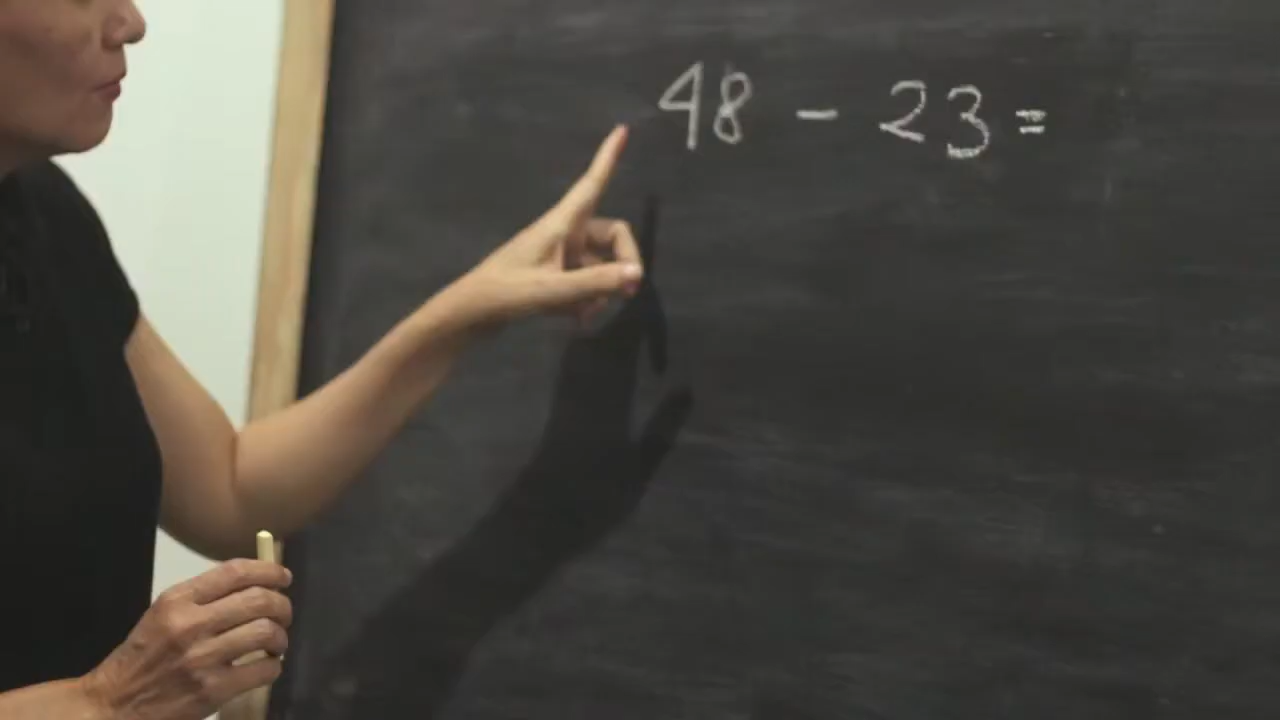 48 - 23 =